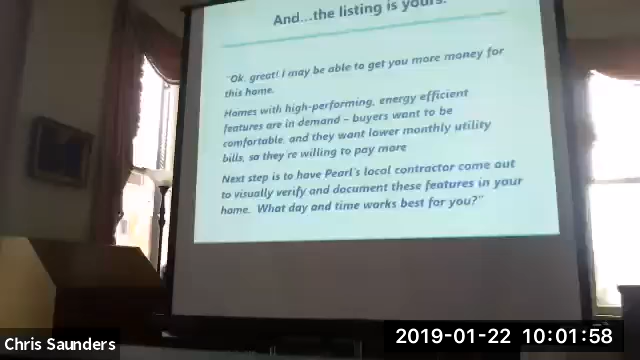 And...the listing is yours.
"Ok, great! I may be able to get you more money for
this home.
Homes with high-performing, energy efficient
features are in demand – buyers want to be
comfortable, and they want lower monthly utility
bills, so they're willing to pay more
Next step is to have Pearl's local contractor come out
to visually verify and document these features in your
home.  What day and time works best for you?"
Chris Saunders
2019-01-22 10:01:58